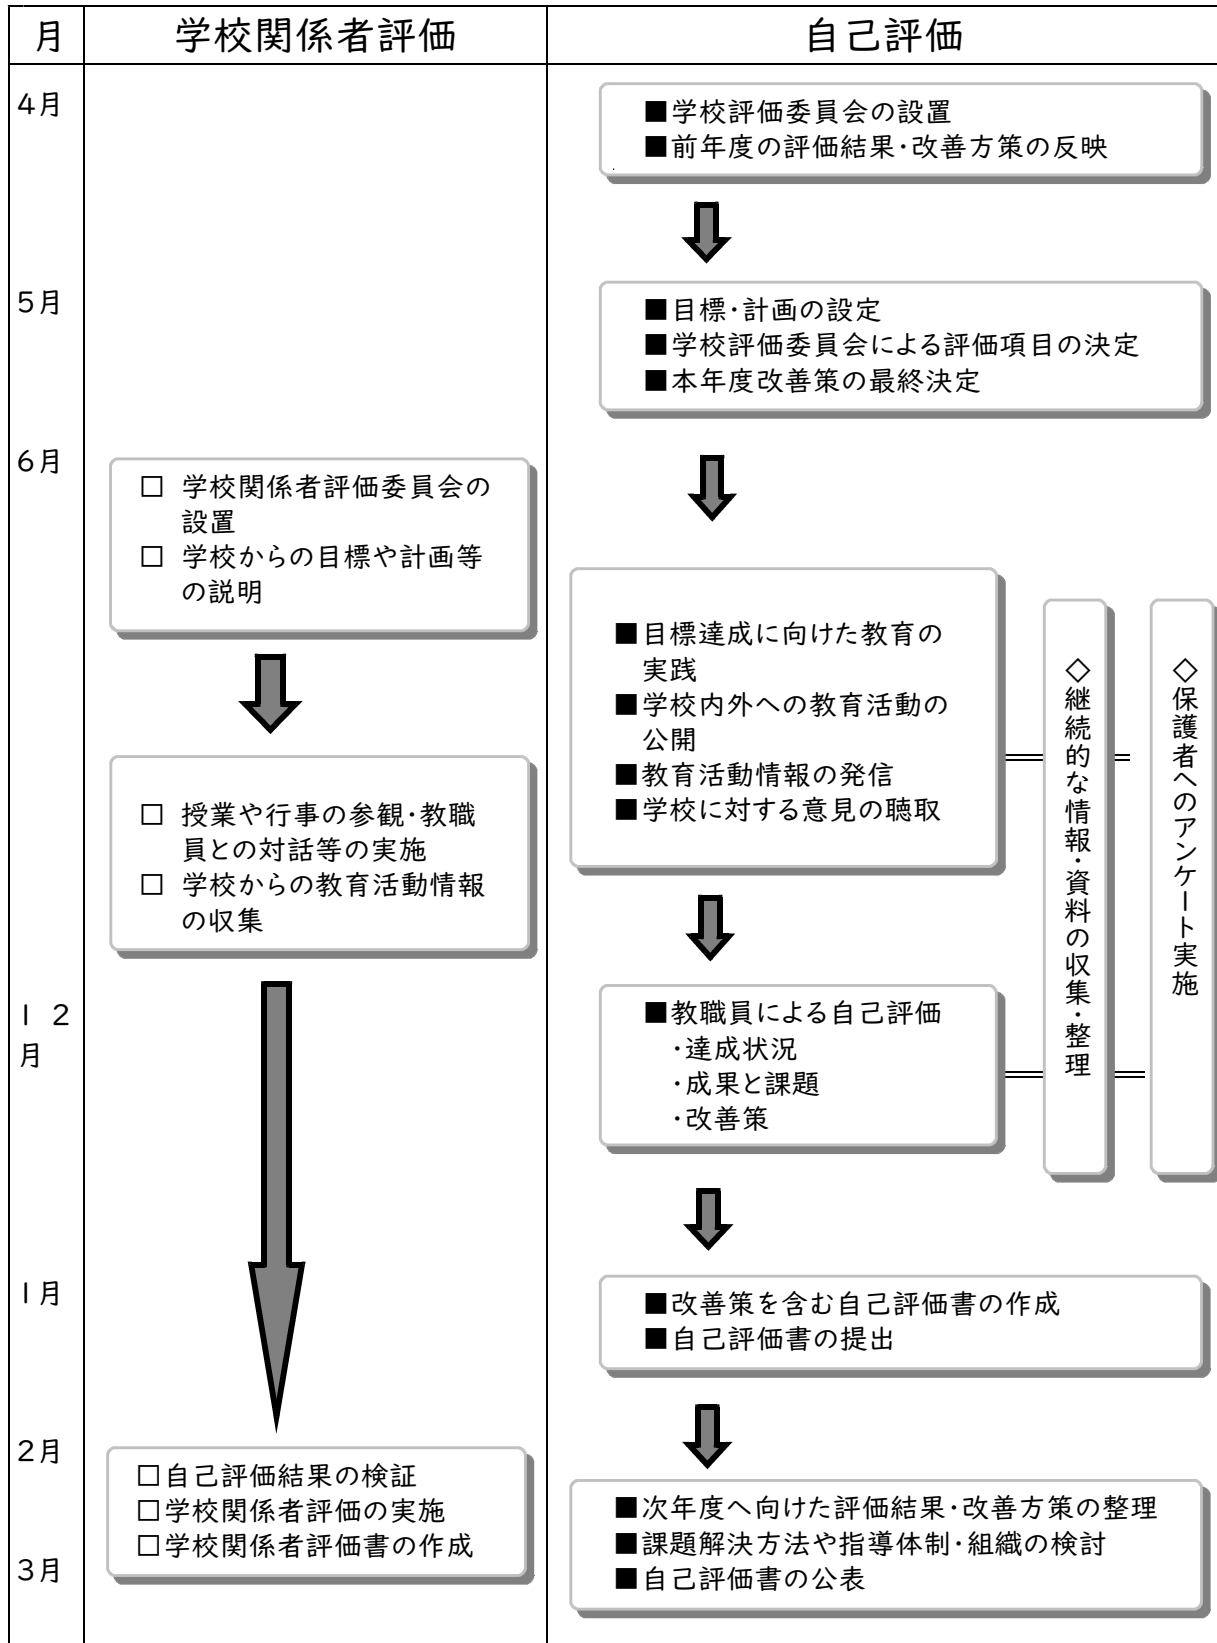 月
学校関係者評価
自己評価
4月
■学校評価委員会の設置
■前年度の評価結果・改善方策の反映
5月
■目標・計画の設定
■学校評価委員会による評価項目の決定
■本年度改善策の最終決定
6月
□ 学校関係者評価委員会の
設置
□ 学校からの目標や計画等
の説明
■目標達成に向けた教育の
実践
■学校内外への教育活動の
公開
■教育活動情報の発信
■学校に対する意見の聴取
◇継続的な情報・資料の収集・整理
◇保護者へのアンケート実施
□ 授業や行事の参観・教職
員との対話等の実施
□ 学校からの教育活動情報
の収集
12
月
■教職員による自己評価
・達成状況
・成果と課題
・改善策
1月
■改善策を含む自己評価書の作成
■自己評価書の提出
2月
□自己評価結果の検証
□学校関係者評価の実施
□学校関係者評価書の作成
3月
■次年度へ向けた評価結果・改善方策の整理
■課題解決方法や指導体制・組織の検討
■自己評価書の公表